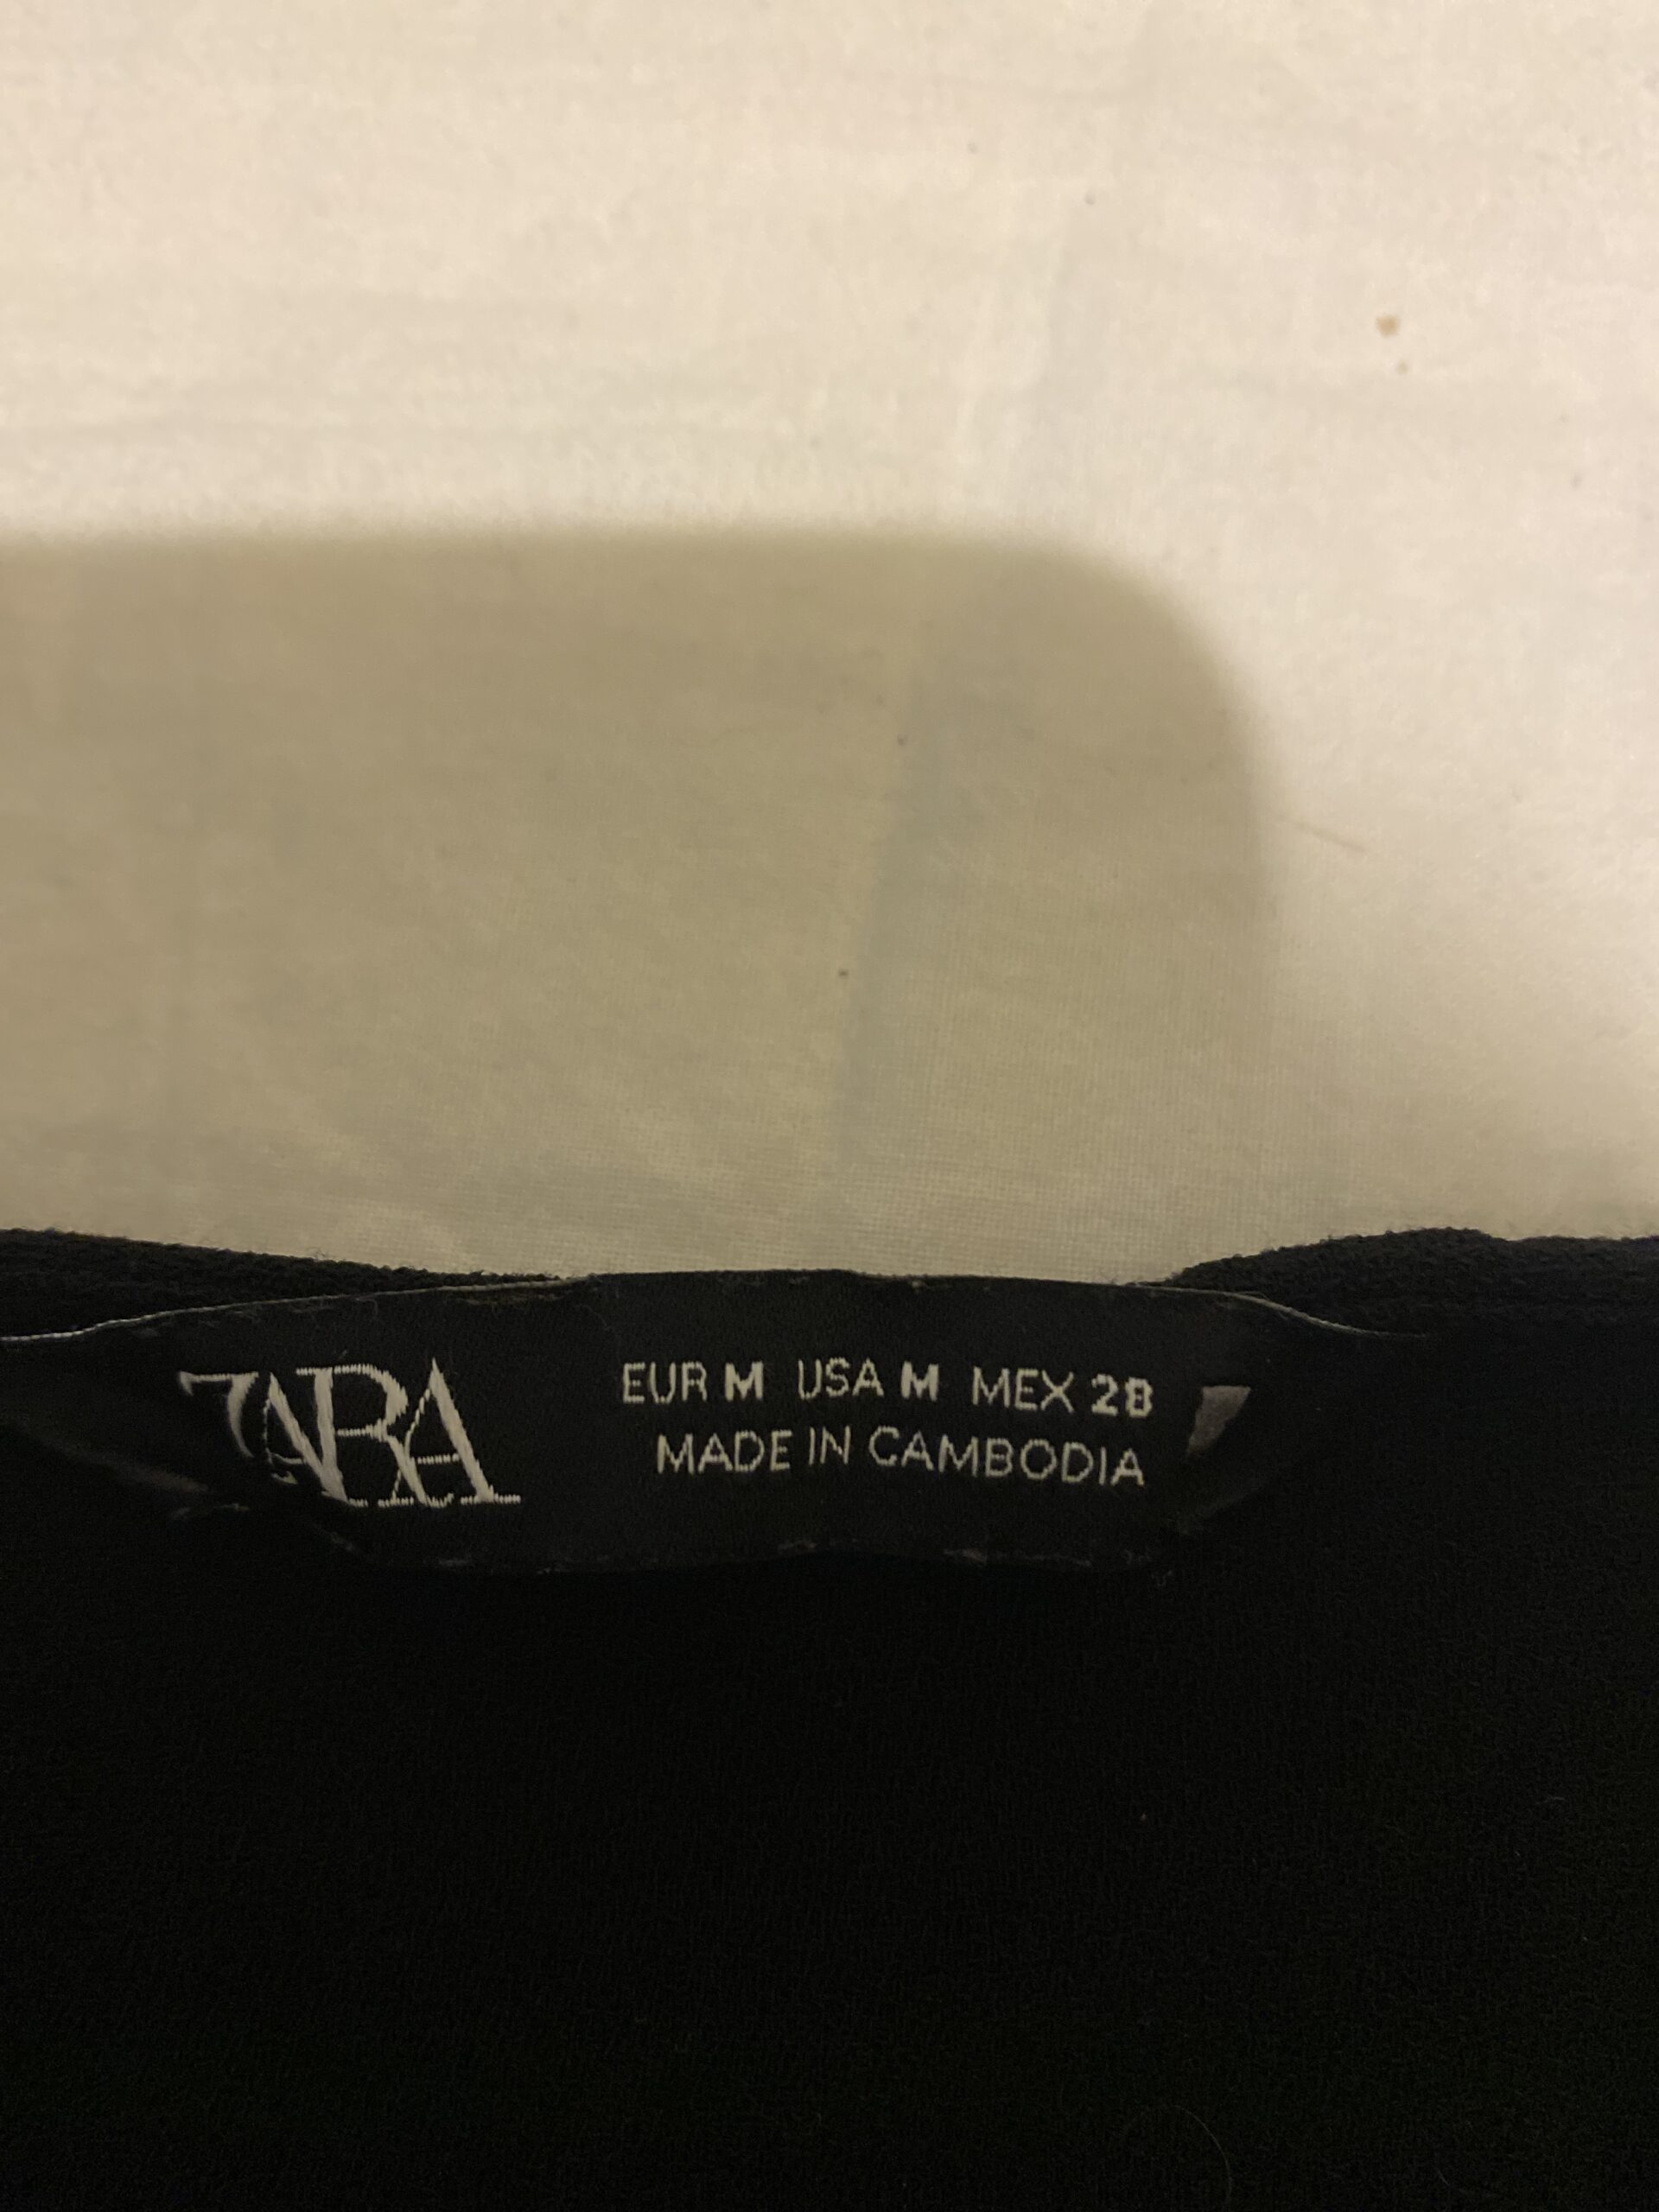 ZARA
EUR M USA M MEX 28
MADE IN CAMBODIA